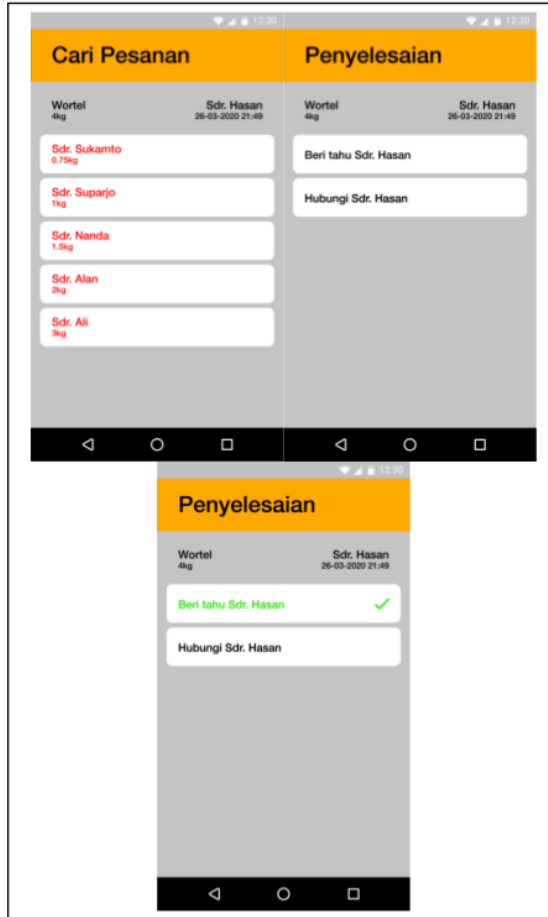 12:30
Cari Pesanan
Wortel
4kg
Sdr. Hasan
26-03-2020 21:49
Sdr. Sukamto
0.75kg
Sdr. Suparjo
1kg
Sdr. Nanda
1.5kg
Sdr. Alan
2kg
Sdr. Ali
3kg
12:30
Penyelesaian
Wortel
4kg
Sdr. Hasan
26-03-2020 21:49
Beri tahu Sdr. Hasan
Hubungi Sdr. Hasan
12:30
Penyelesaian
Wortel
4kg
Sdr. Hasan
26-03-2020 21:49
Beri tahu Sdr. Hasan
Hubungi Sdr. Hasan